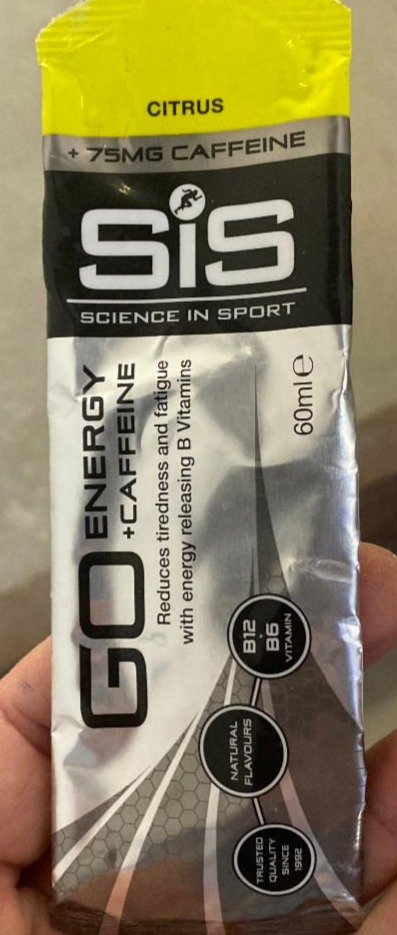 CITRUS
+ 75MG CAFFEINE
SiS
SCIENCE IN SPORT
GO ENERGY
+CAFFEINE
Reduces tiredness and fatigue
with energy releasing B Vitamins
60ml e
B12
B6
VITAMIN
NATURAL
FLAVOURS
TRUSTED
QUALITY
SINCE
1992